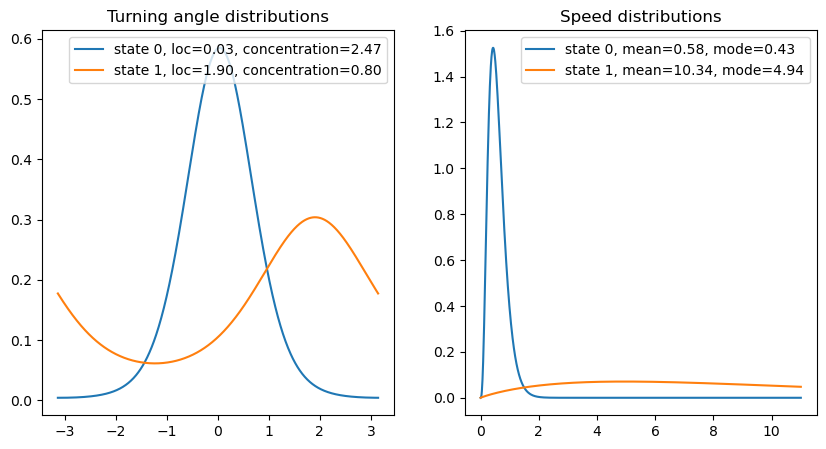 Turning angle distributions
state 0, loc=0.03, concentration=2.47
state 1, loc=1.90, concentration=0.80
0.6
0.5
0.4
0.3
0.2
0.1
0.0
−3 −2 −1 0 1 2 3
Speed distributions
state 0, mean=0.58, mode=0.43
state 1, mean=10.34, mode=4.94
1.6
1.4
1.2
1.0
0.8
0.6
0.4
0.2
0.0
0 2 4 6 8 10